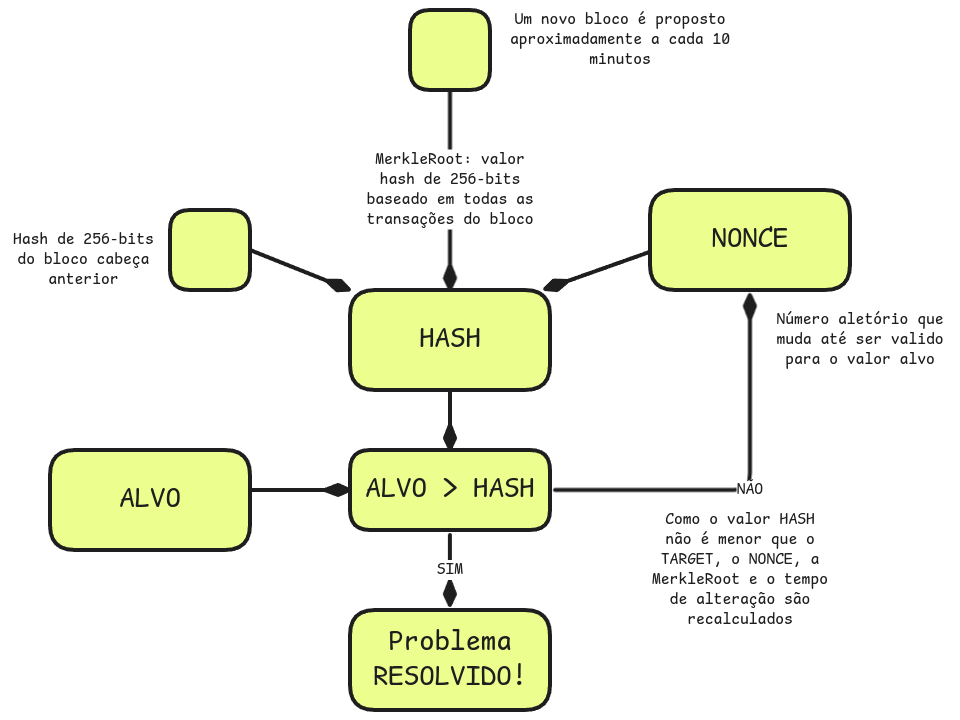 Um novo bloco é proposto
aproximadamente a cada 10
minutos
MerkleRoot: valor
hash de 256-bits
baseado em todas as
transações do bloco
Hash de 256-bits
do bloco cabeça
anterior
NONCE
HASH
Número aletório que
muda até ser valido
para o valor alvo
ALVO
ALVO > HASH
NÃO
Como o valor HASH
não é menor que o
TARGET, o NONCE, a
MerkleRoot e o tempo
de alteração são
recalculados
SIM
Problema
RESOLVIDO!